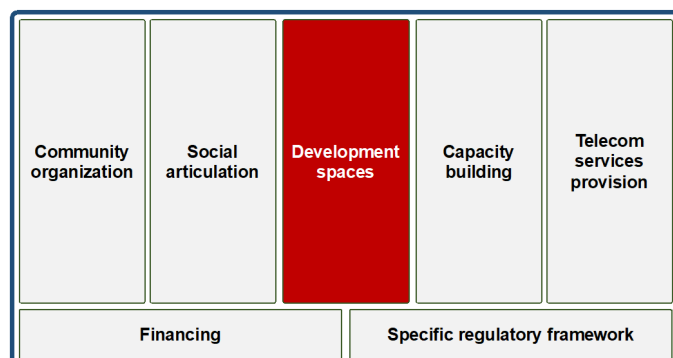 Community
organization
Social
articulation
Development
spaces
Capacity
building
Telecom
services
provision
Financing
Specific regulatory framework